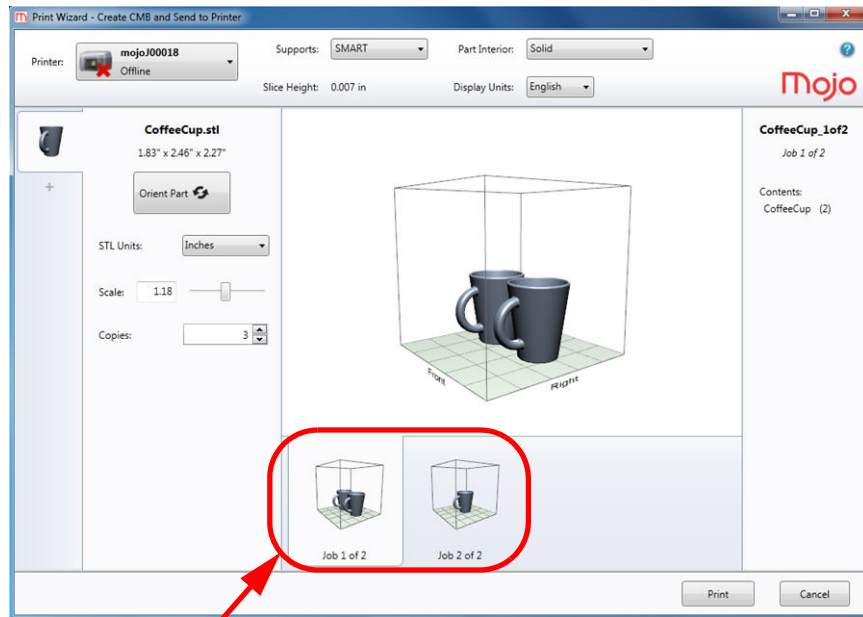 Print Wizard - Create CMB and Send to Printer
Printer:
mojoJ00018
Offline
Supports:
SMART
Part Interior:
Solid
Slice Height:
0.007 in
Display Units:
English
?
mojo
CoffeeCup.stl
1.83" x 2.46" x 2.27"
Orient Part
STL Units:
Inches
Scale:
1.18
Copies:
3
Front
Right
Job 1 of 2
Job 2 of 2
CoffeeCup_1of2
Job 1 of 2
Contents:
CoffeeCup (2)
Print
Cancel